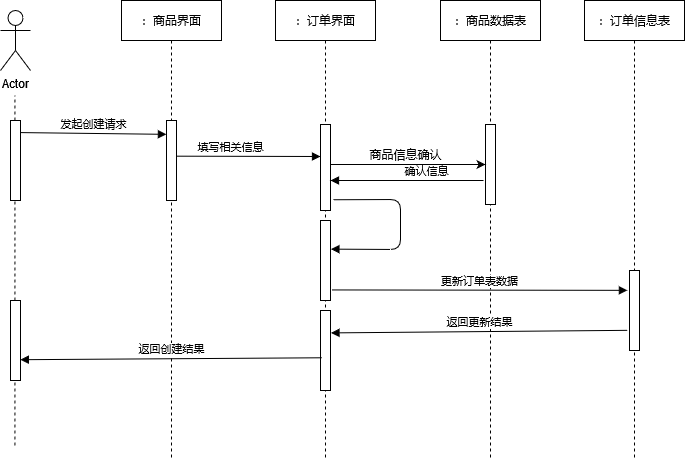 ： 商品界面
： 订单界面
： 商品数据表
： 订单信息表
Actor
发起创建请求
填写相关信息
商品信息确认
确认信息
更新订单表数据
返回更新结果
返回创建结果